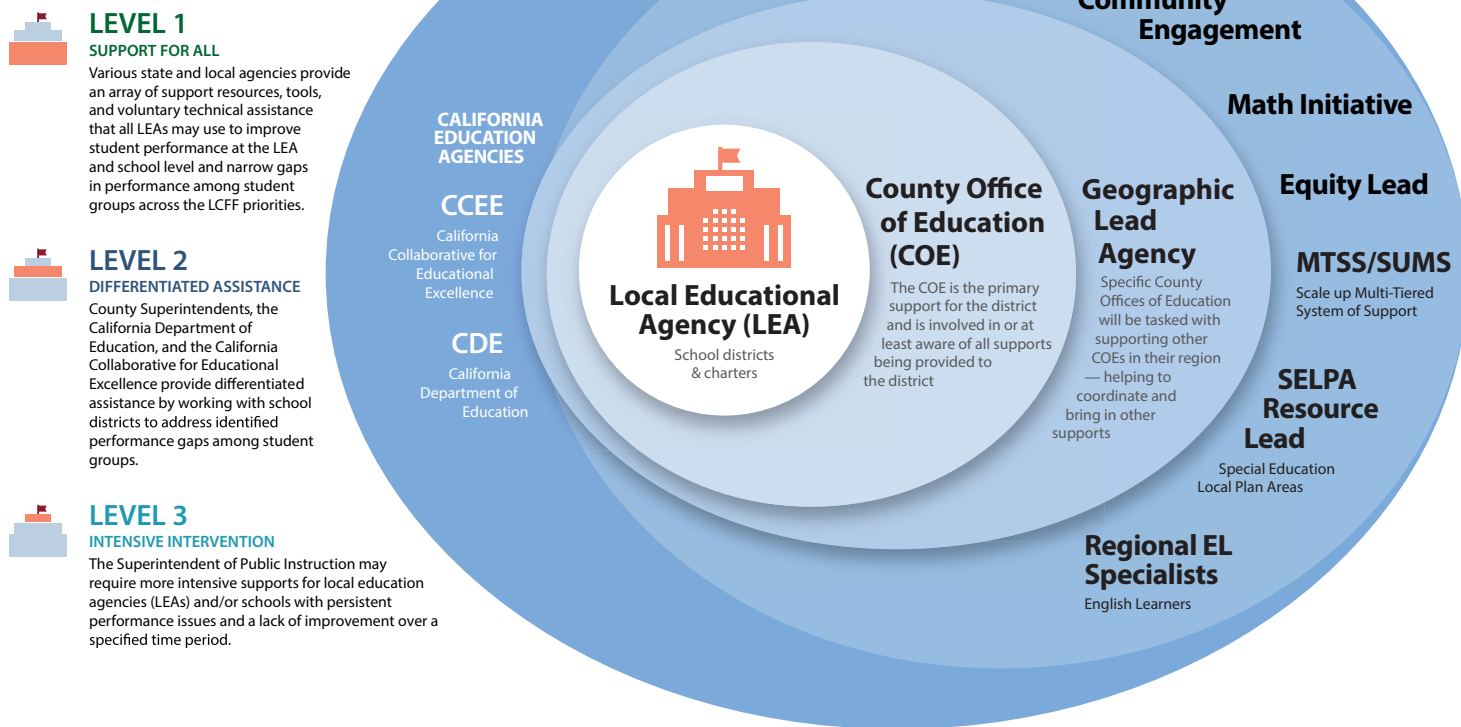 LEVEL 1
SUPPORT FOR ALL
Various state and local agencies provide
an array of support resources, tools,
and voluntary technical assistance
that all LEAs may use to improve
student performance at the LEA
and school level and narrow gaps
in performance among student
groups across the LCFF priorities.
LEVEL 2
DIFFERENTIATED ASSISTANCE
County Superintendents, the
California Department of
Education, and the California
Collaborative for Educational
Excellence provide differentiated
assistance by working with school
districts to address identified
performance gaps among student
groups.
LEVEL 3
INTENSIVE INTERVENTION
The Superintendent of Public Instruction may
require more intensive supports for local education
agencies (LEAs) and/or schools with persistent
performance issues and a lack of improvement over a
specified time period.
CALIFORNIA
EDUCATION
AGENCIES
CCEE
California
Collaborative for
Educational
Excellence
CDE
California
Department of
Education
Local Educational
Agency (LEA)
School districts
& charters
County Office
of Education
(COE)
The COE is the primary
support for the district
and is involved in or at
least aware of all supports
being provided to
the district
Geographic
Lead
Agency
Specific County
Offices of Education
will be tasked with
supporting other
COEs in their region
— helping to
coordinate and
bring in other
supports
Community
Engagement
Math Initiative
Equity Lead
MTSS/SUMS
Scale up Multi-Tiered
System of Support
SELPA
Resource
Lead
Special Education
Local Plan Areas
Regional EL
Specialists
English Learners